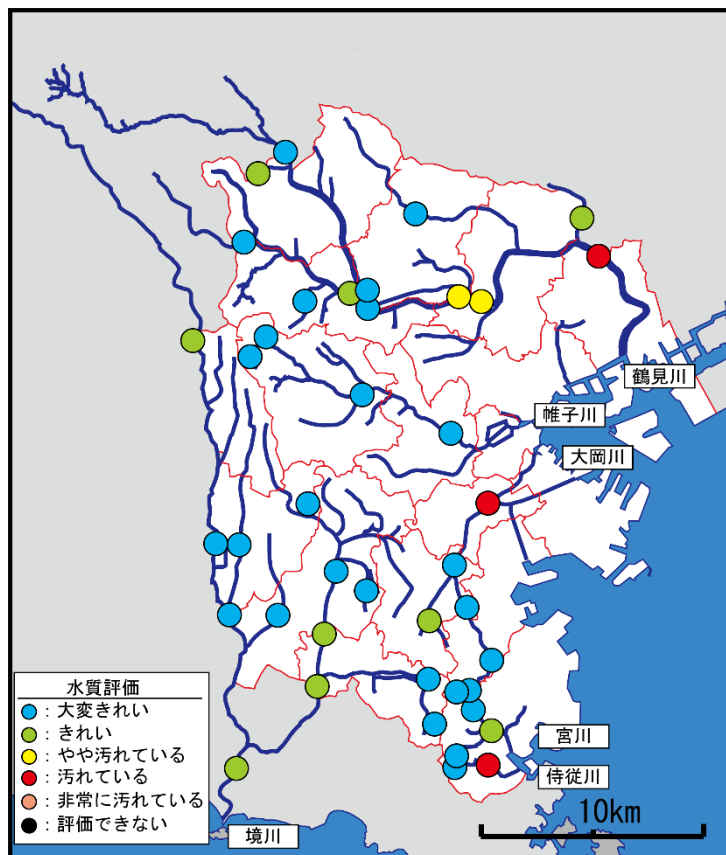 鶴見川
帷子川
大岡川
宮川
侍従川
境川
水質評価
：大変きれい
：きれい
：やや汚れている
：汚れている
：非常に汚れている
：評価できない
10km